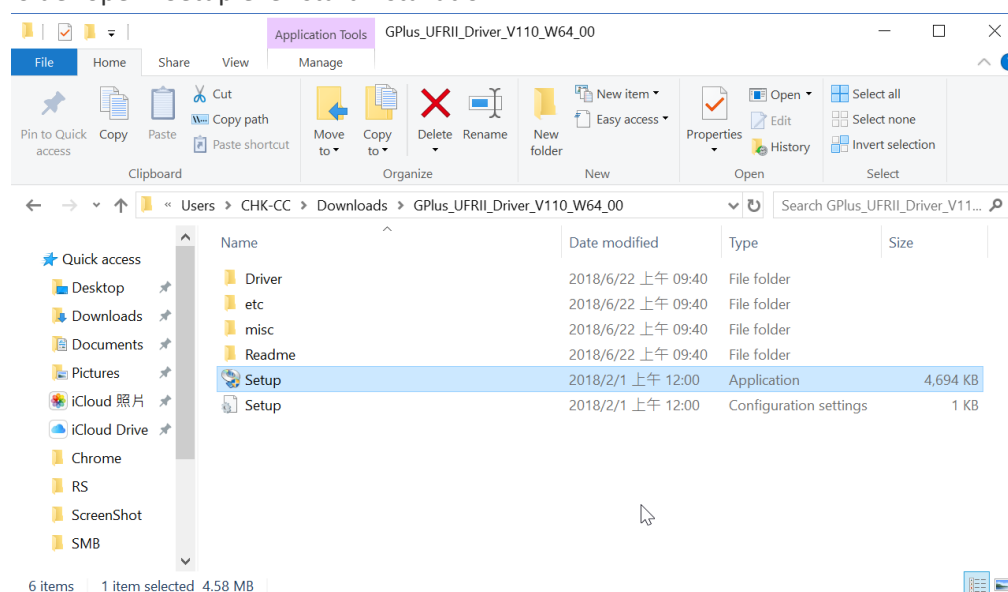 GPlus_UFRII_Driver_V110_W64_00
Application Tools
File Home Share View Manage
Pin to Quick access
Copy
Paste
Cut
Copy path
Paste shortcut
Clipboard
Move to
Copy to
Delete
Rename
Organize
New folder
New item
Easy access
New
Properties
Open
Edit
History
Open
Select all
Select none
Invert selection
Select
« Users > CHK-CC > Downloads > GPlus_UFRII_Driver_V110_W64_00
Search GPlus_UFRII_Driver_V11...
Quick access
Desktop
Downloads
Documents
Pictures
iCloud 照片
iCloud Drive
Chrome
RS
ScreenShot
SMB
Name Date modified Type Size
Driver 2018/6/22 上午 09:40 File folder
etc 2018/6/22 上午 09:40 File folder
misc 2018/6/22 上午 09:40 File folder
Readme 2018/6/22 上午 09:40 File folder
Setup 2018/2/1 上午 12:00 Application 4,694 KB
Setup 2018/2/1 上午 12:00 Configuration settings 1 KB
6 items 1 item selected 4.58 MB